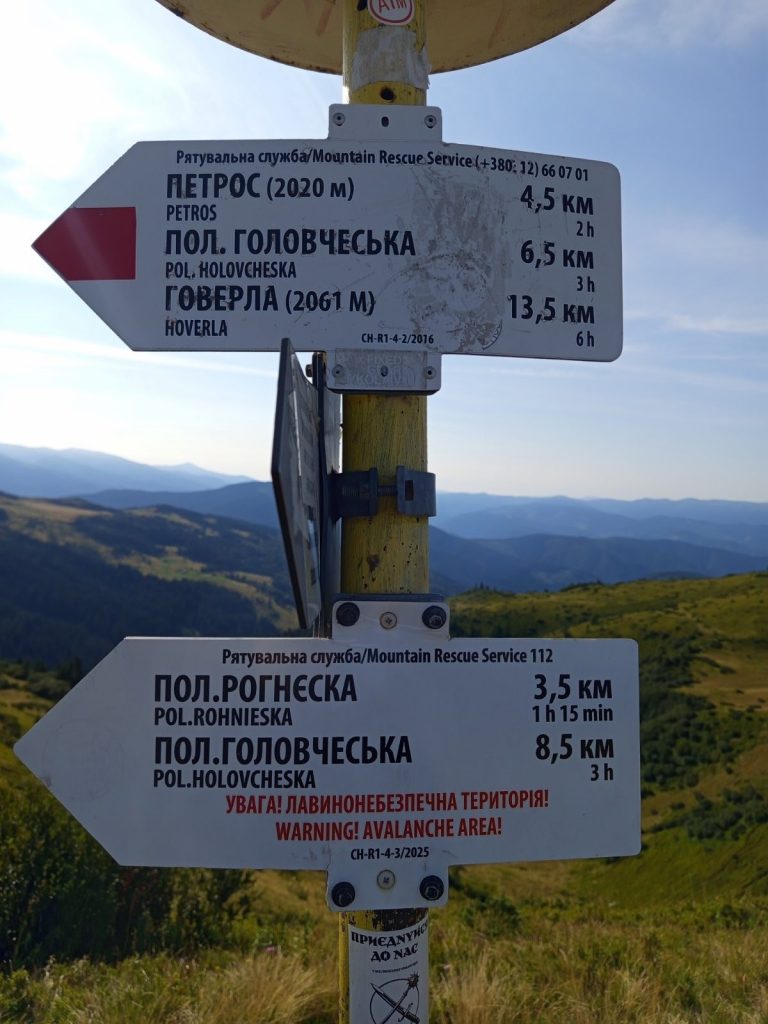 АТМ
Рятувальна служба/Mountain Rescue Service (+380: 12) 66 07 01
ПЕТРОС (2020 м) 4,5 км
PETROS 2 h
ПОЛ. ГОЛОВЧЕСЬКА 6,5 км
POL. HOLOVCHESKA 3 h
ГОВЕРЛА (2061 М) 13,5 км
HOVERLA 6 h
CH-R1-4-2/2016
Рятувальна служба/Mountain Rescue Service 112
ПОЛ.РОГНЄСКА 3,5 км
POL.ROHNIESKA 1 h 15 min
ПОЛ.ГОЛОВЧЕСЬКА 8,5 км
POL.HOLOVCHESKA 3 h
УВАГА! ЛАВИНОНЕБЕЗПЕЧНА ТЕРИТОРІЯ!
WARNING! AVALANCHE AREA!
CH-R1-4-3/2025
ПРИЄДНУЙСЯ
ДО НАС